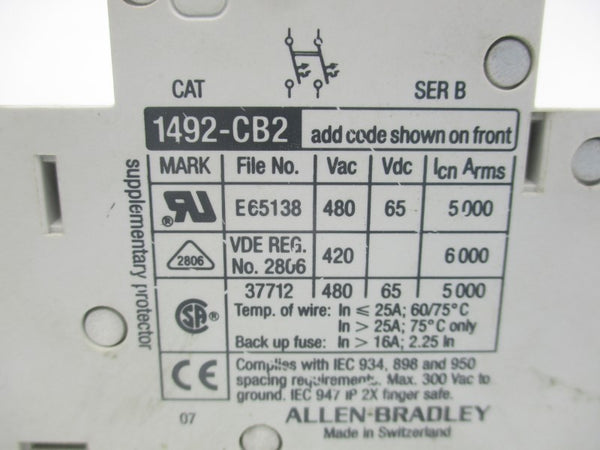 CAT SER B
1492-CB2 add code shown on front
MARK File No. Vac Vdc Icn Arms
RU E65138 480 65 5000
2806 VDE REG. No. 2806 420 6000
SA® 37712 480 65 5000
Temp. of wire: In ≤ 25A; 60/75°C
In > 25A; 75°C only
Back up fuse: In > 16A; 2.25 In
CE Complies with IEC 934, 898 and 950
spacing requirements. Max. 300 Vac to
ground. IEC 947 IP 2X finger safe.
07 ALLEN-BRADLEY
Made in Switzerland
supplementary protector